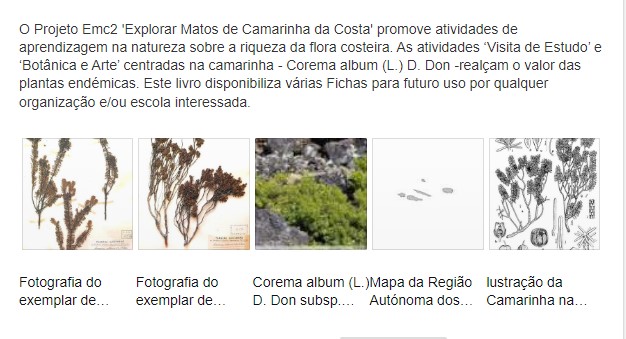 O Projeto Emc2 'Explorar Matos de Camarinha da Costa' promove atividades de
aprendizagem na natureza sobre a riqueza da flora costeira. As atividades ‘Visita de Estudo’ e
‘Botânica e Arte’ centradas na camarinha - Corema album (L.) D. Don -realçam o valor das
plantas endémicas. Este livro disponibiliza várias Fichas para futuro uso por qualquer
organização e/ou escola interessada.
Fotografia do
exemplar de…
Fotografia do
exemplar de…
Corema album (L.)
D. Don subsp.…
Mapa da Região
Autónoma dos…
lustração da
Camarinha na…